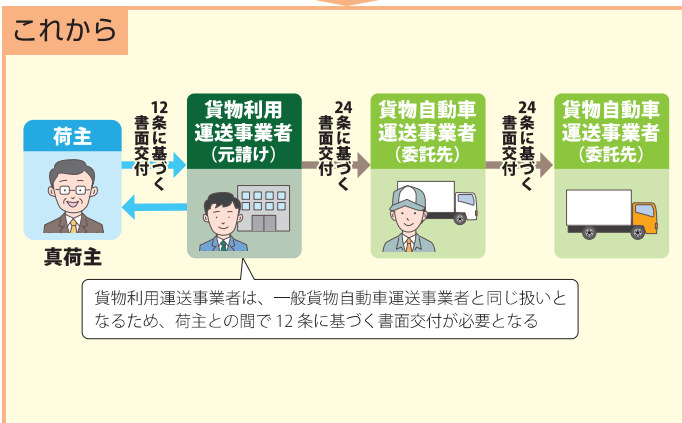 これから
荷主
真荷主
12条に基づく
書面交付
貨物利用
運送事業者
（元請け）
24条に基づく
書面交付
貨物自動車
運送事業者
（委託先）
24条に基づく
書面交付
貨物自動車
運送事業者
（委託先）
貨物利用運送事業者は、一般貨物自動車運送事業者と同じ扱いと
なるため、荷主との間で 12 条に基づく書面交付が必要となる